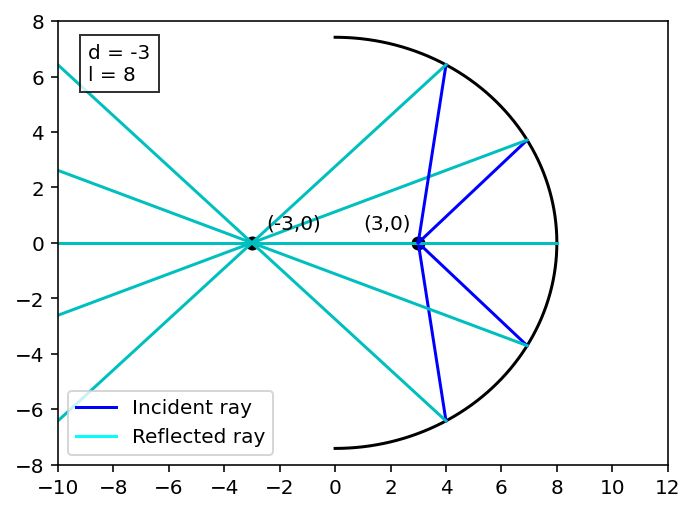 8
6
4
2
0
−2
−4
−6
−8
d = -3
l = 8
(-3,0)
(3,0)
Incident ray
Reflected ray
−10 −8 −6 −4 −2 0 2 4 6 8 10 12